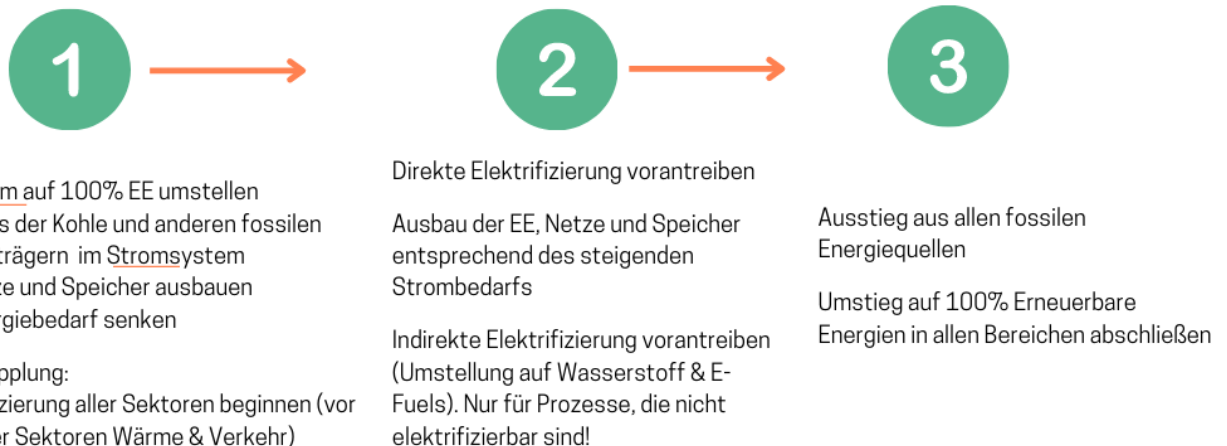 1
m auf 100% EE umstellen
s der Kohle und anderen fossilen
trägern im Stromsystem
e und Speicher ausbauen
rgiebedarf senken
pplung:
zierung aller Sektoren beginnen (vor
er Sektoren Wärme & Verkehr)
2
Direkte Elektrifizierung vorantreiben
Ausbau der EE, Netze und Speicher
entsprechend des steigenden
Strombedarfs
Indirekte Elektrifizierung vorantreiben
(Umstellung auf Wasserstoff & E-
Fuels). Nur für Prozesse, die nicht
elektrifizierbar sind!
3
Ausstieg aus allen fossilen
Energiequellen
Umstieg auf 100% Erneuerbare
Energien in allen Bereichen abschließen